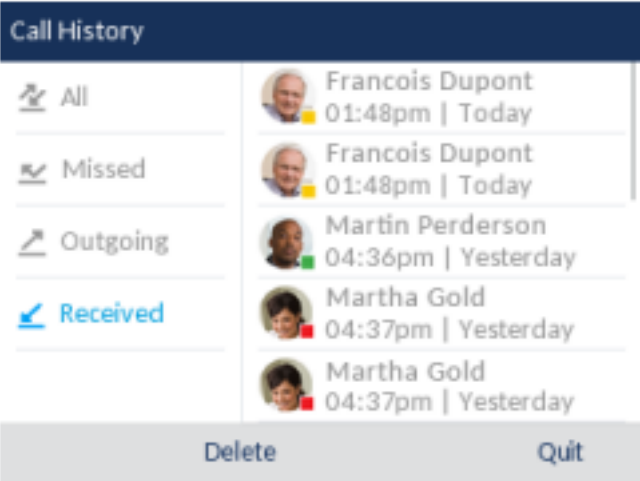 Call History
All
Missed
Outgoing
Received
Francois Dupont
01:48pm | Today
Francois Dupont
01:48pm | Today
Martin Perderson
04:36pm | Yesterday
Martha Gold
04:37pm | Yesterday
Martha Gold
04:37pm | Yesterday
Delete
Quit